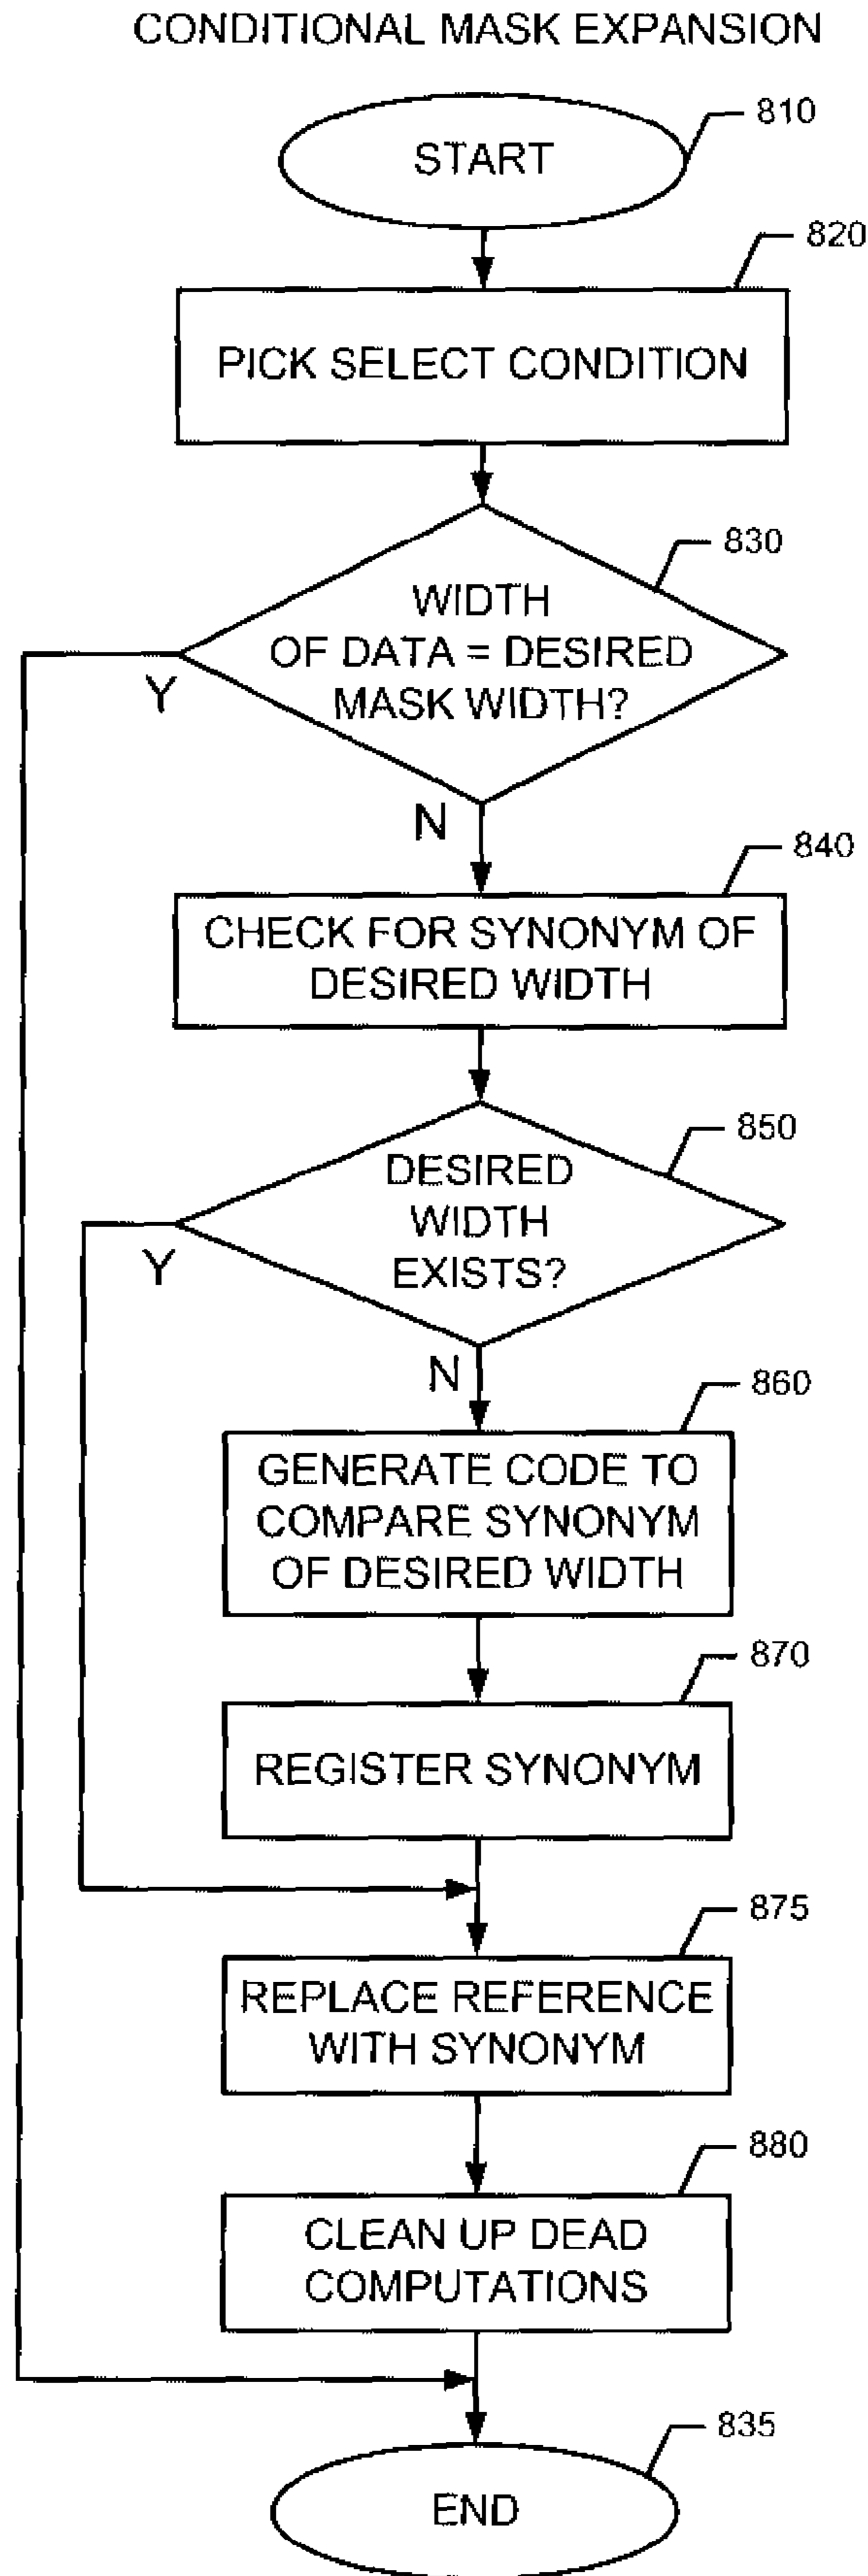 CONDITIONAL MASK EXPANSION
810
START
820
PICK SELECT CONDITION
830
WIDTH
OF DATA = DESIRED
MASK WIDTH?
Y
N
840
CHECK FOR SYNONYM OF
DESIRED WIDTH
850
DESIRED
WIDTH
EXISTS?
Y
N
860
GENERATE CODE TO
COMPARE SYNONYM
OF DESIRED WIDTH
870
REGISTER SYNONYM
875
REPLACE REFERENCE
WITH SYNONYM
880
CLEAN UP DEAD
COMPUTATIONS
835
END